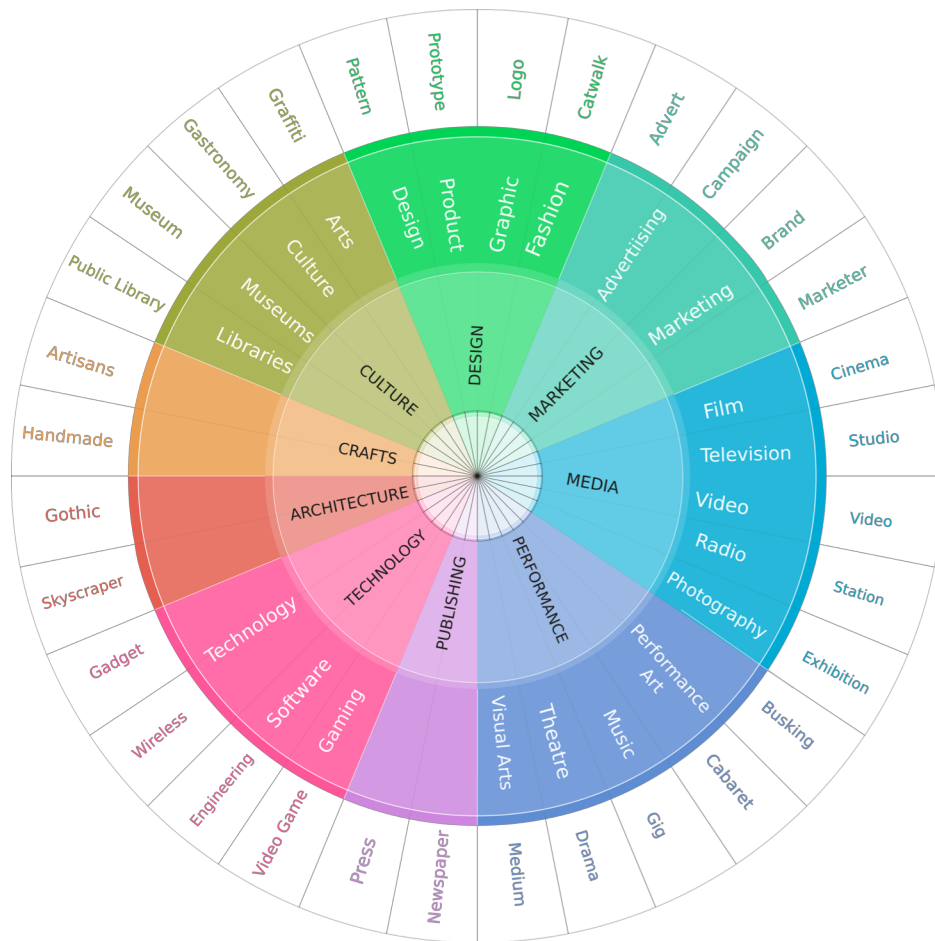 Pattern
Prototype
Logo
Catwalk
Advert
Campaign
Brand
Marketer
Cinema
Studio
Video
Station
Exhibition
Busking
Cabaret
Gig
Drama
Medium
Newspaper
Press
Video Game
Engineering
Wireless
Gadget
Skyscraper
Gothic
Handmade
Artisans
Public Library
Museum
Gastronomy
Graffiti
Design
Product
Graphic
Fashion
Advertiising
Marketing
Film
Television
Video
Radio
Photography
Performance
Art
Music
Theatre
Visual Arts
Gaming
Software
Technology
Libraries
Museums
Culture
Arts
DESIGN
MARKETING
MEDIA
PERFORMANCE
PUBLISHING
TECHNOLOGY
ARCHITECTURE
CRAFTS
CULTURE